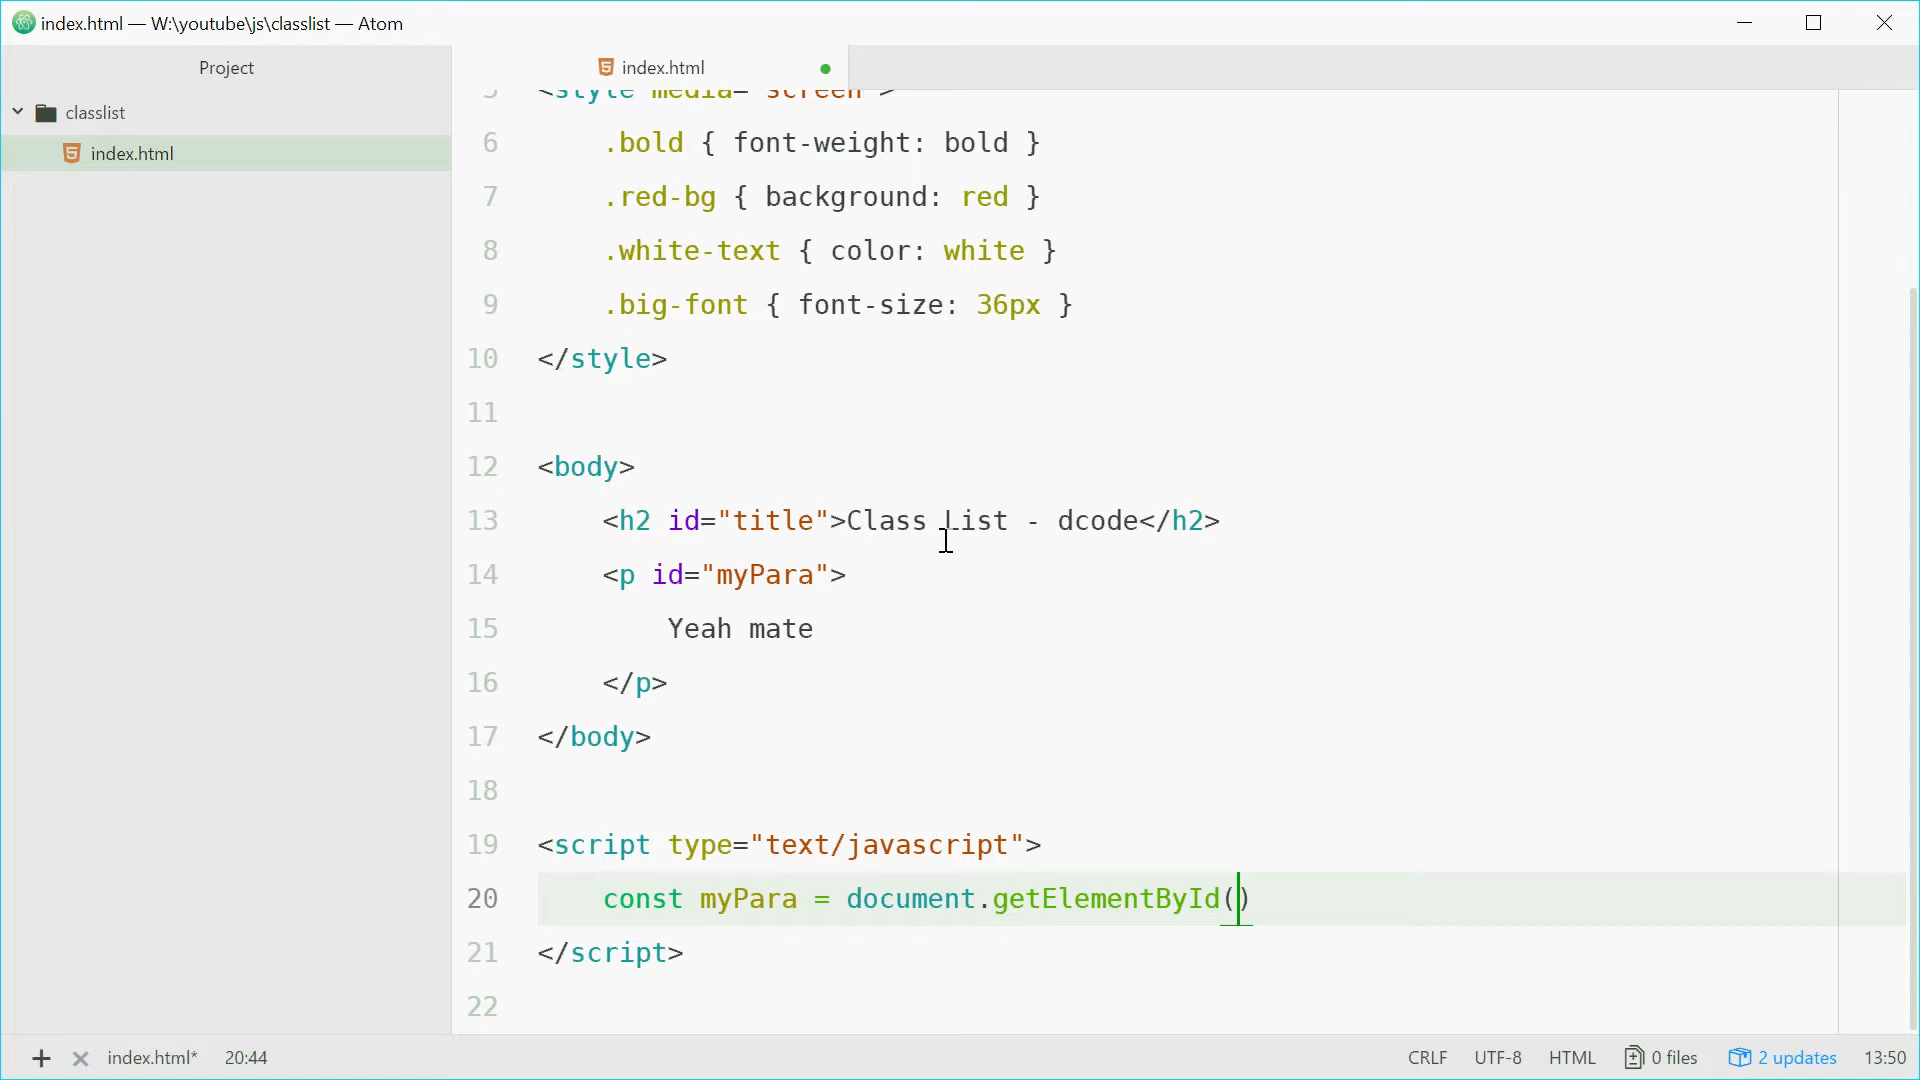 index.html — W:\youtube\js\classlist — Atom
Project
index.html
classlist
index.html
5 <style media="screen">
6 .bold { font-weight: bold }
7 .red-bg { background: red }
8 .white-text { color: white }
9 .big-font { font-size: 36px }
10 </style>
11
12 <body>
13 <h2 id="title">Class List - dcode</h2>
14 <p id="myPara">
15 Yeah mate
16 </p>
17 </body>
18
19 <script type="text/javascript">
20 const myPara = document.getElementById()
21 </script>
22
index.html* 20:44 CRLF UTF-8 HTML 0 files 2 updates 13:50